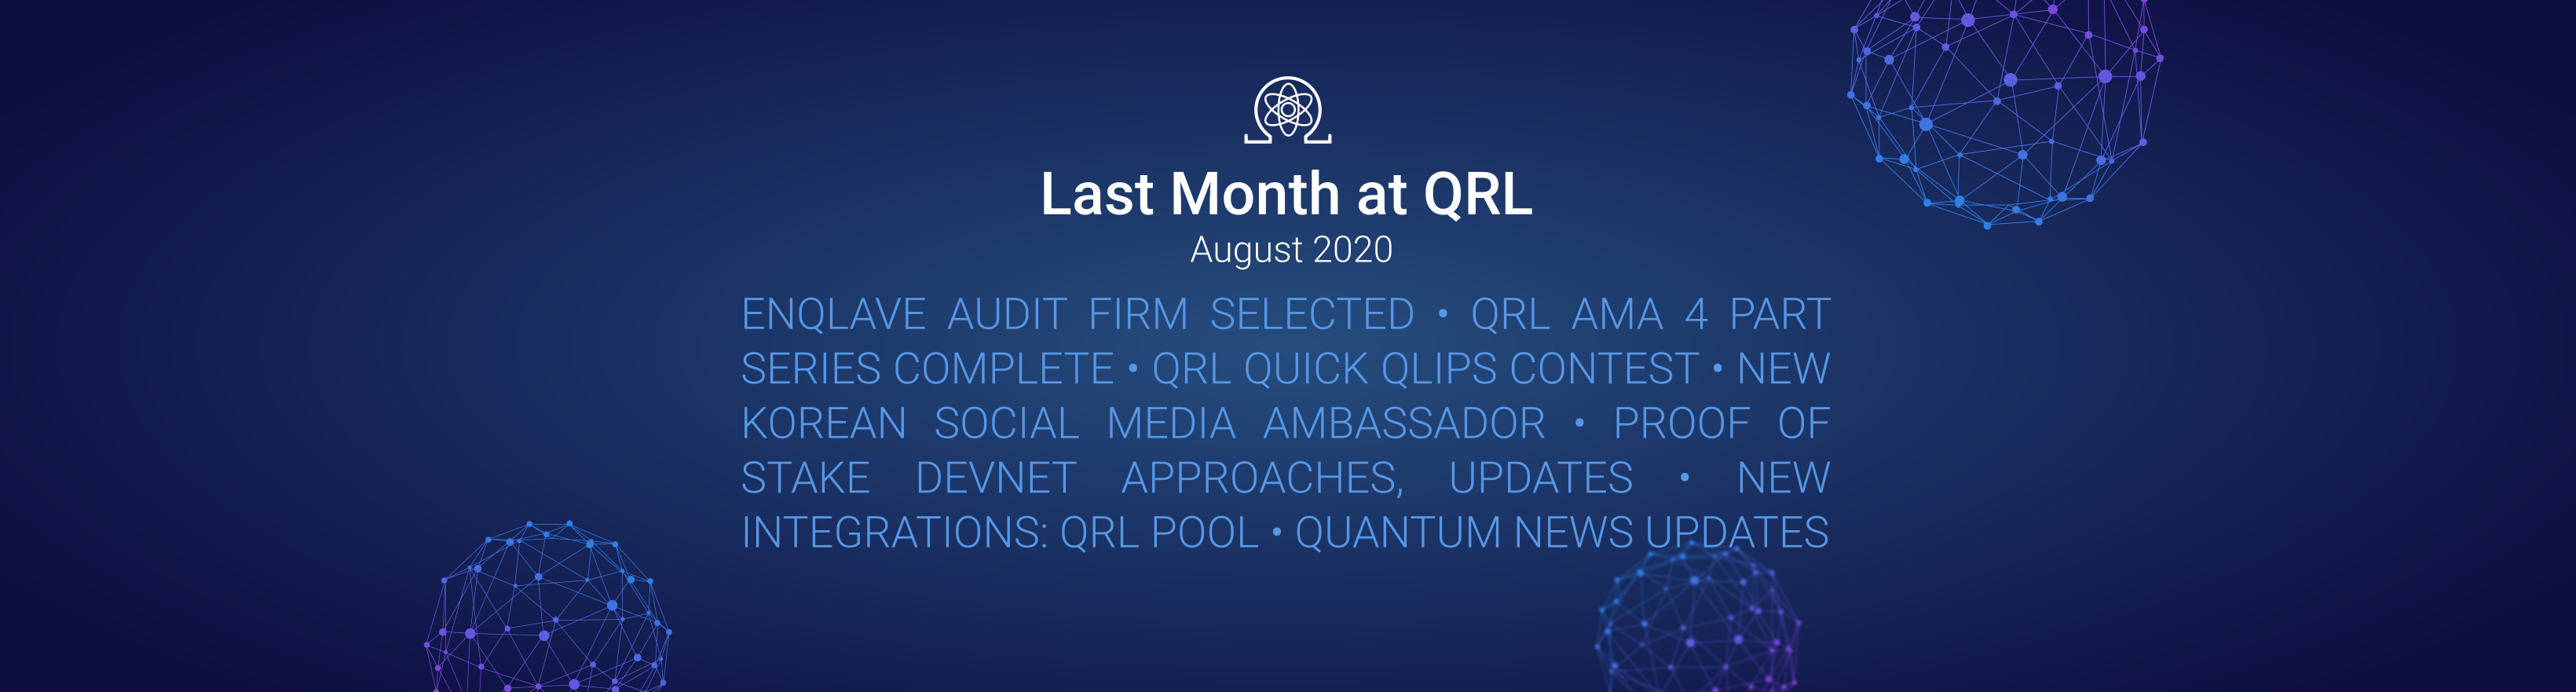 Last Month at QRL
August 2020
ENQLAVE AUDIT FIRM SELECTED • QRL AMA 4 PART
SERIES COMPLETE • QRL QUICK QLIPS CONTEST • NEW
KOREAN SOCIAL MEDIA AMBASSADOR • PROOF OF
STAKE DEVNET APPROACHES, UPDATES • NEW
INTEGRATIONS: QRL POOL • QUANTUM NEWS UPDATES